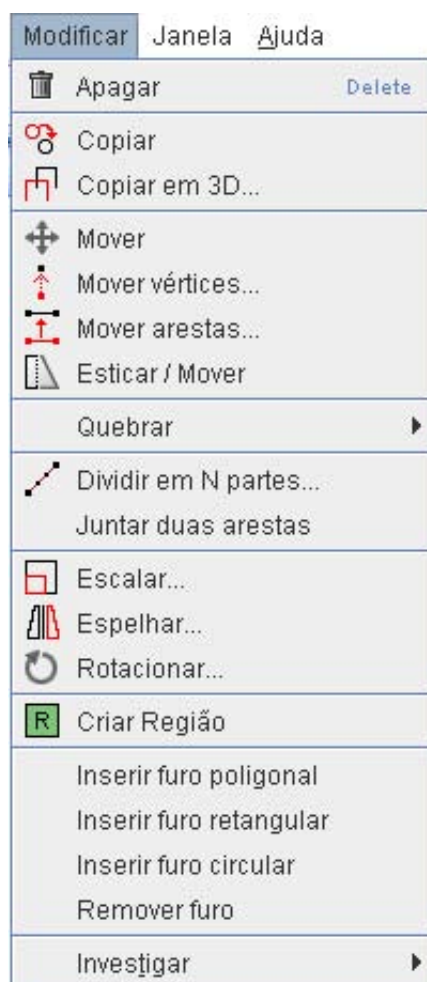 Modificar Janela Ajuda
Apagar Delete
Copiar
Copiar em 3D...
Mover
Mover vértices...
Mover arestas...
Esticar / Mover
Quebrar
Dividir em N partes...
Juntar duas arestas
Escalar...
Espelhar...
Rotacionar...
R Criar Região
Inserir furo poligonal
Inserir furo retangular
Inserir furo circular
Remover furo
Investigar